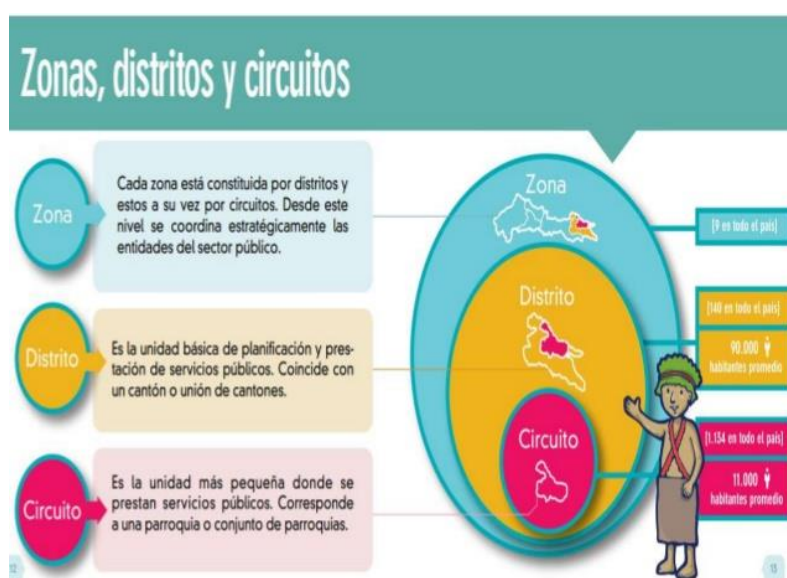 Zonas, distritos y circuitos
Zona
Cada zona está constituida por distritos y
estos a su vez por circuitos. Desde este
nivel se coordina estratégicamente las
entidades del sector público.
Distrito
Es la unidad básica de planificación y pres-
tación de servicios públicos. Coincide con
un cantón o unión de cantones.
Circuito
Es la unidad más pequeña donde se
prestan servicios públicos. Corresponde
a una parroquia o conjunto de parroquias.
Zona
[9 en todo el país]
Distrito
[140 en todo el país]
90.000
habitantes promedio
Circuito
[1.134 en todo el país]
11.000
habitantes promedio
12
13